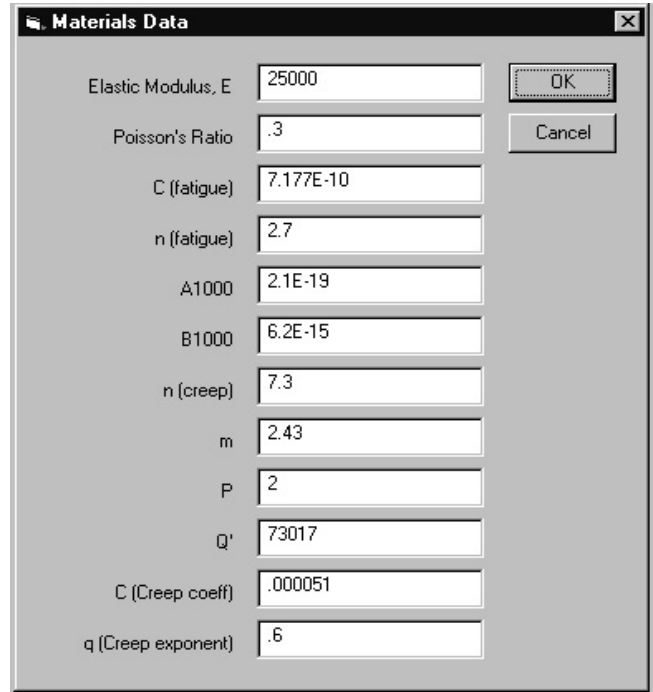 Materials Data
Elastic Modulus, E 25000 OK
Poisson's Ratio .3 Cancel
C (fatigue) 7.177E-10
n (fatigue) 2.7
A1000 2.1E-19
B1000 6.2E-15
n (creep) 7.3
m 2.43
P 2
Q' 73017
C (Creep coeff) .000051
q (Creep exponent) .6